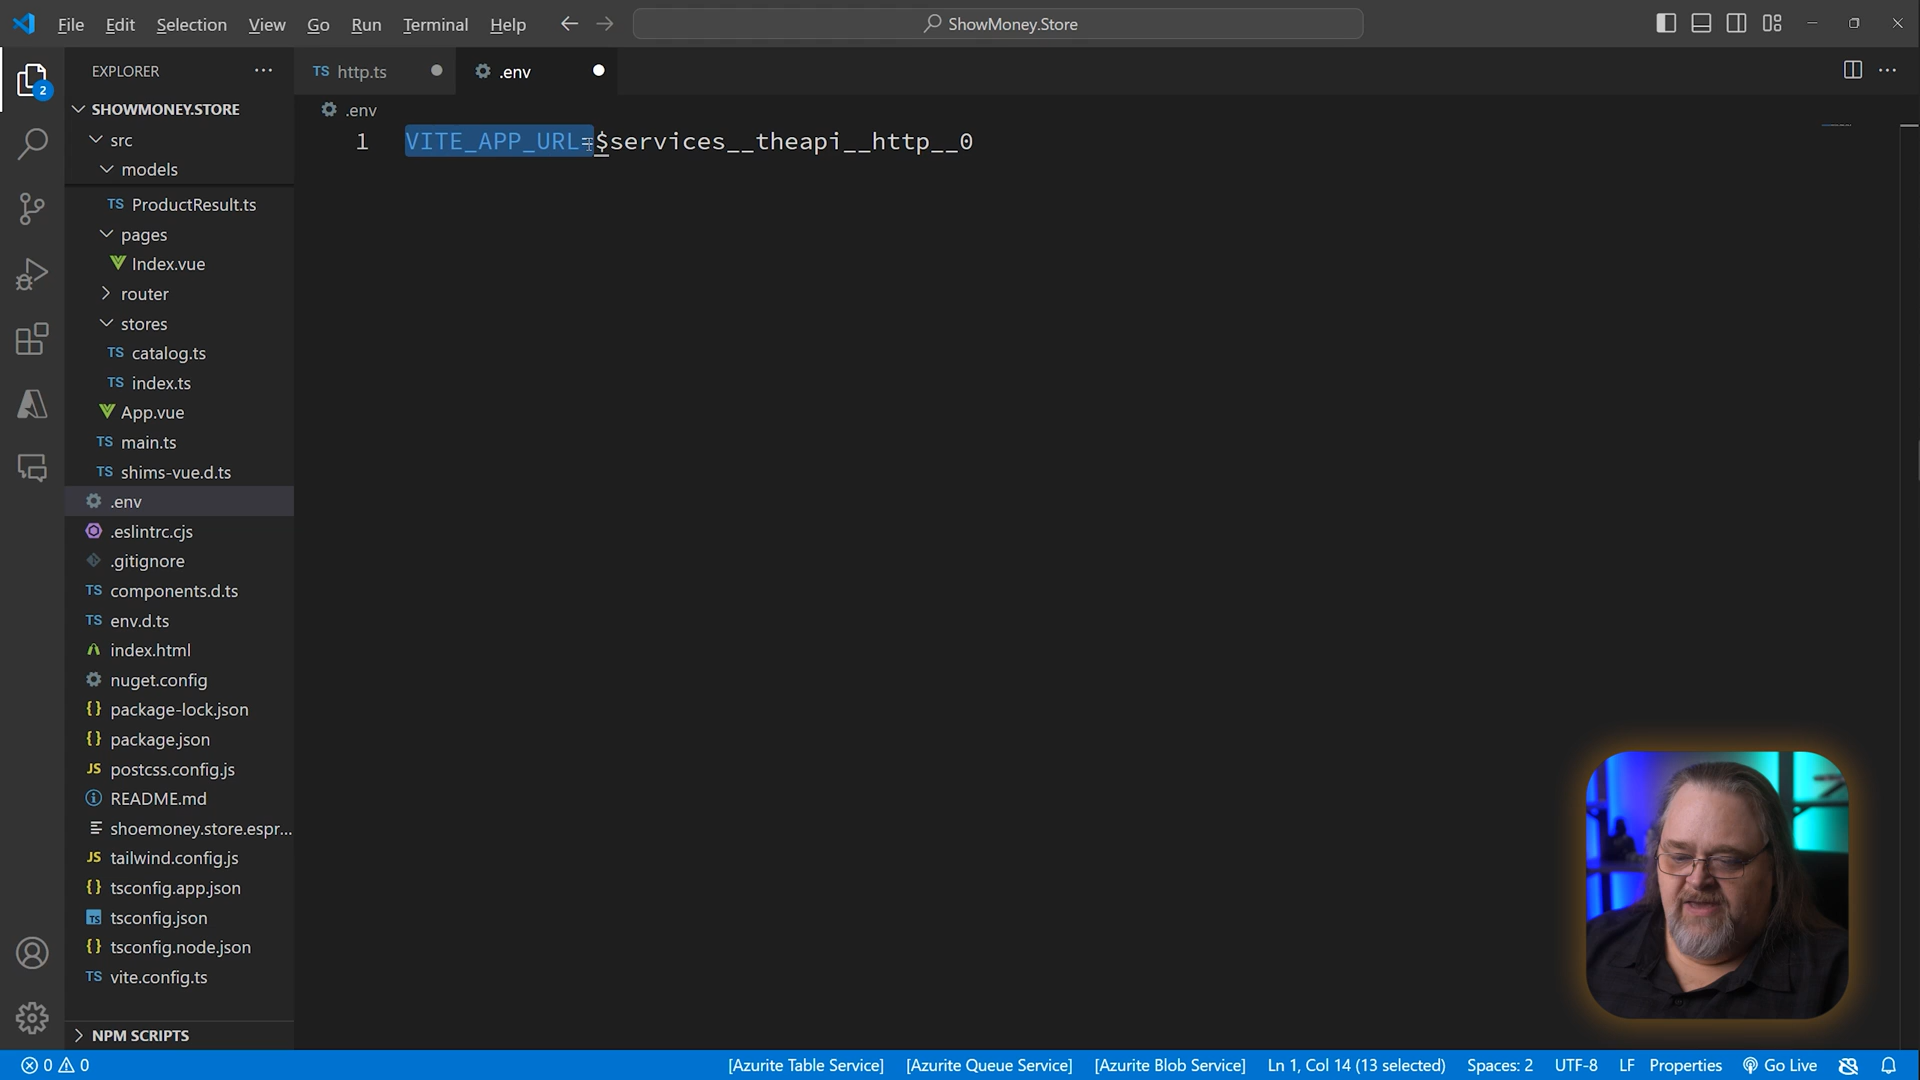 File Edit Selection View Go Run Terminal Help
ShowMoney.Store
EXPLORER
TS http.ts
.env
SHOWMONEY.STORE
.env
src
1 VITE_APP_URL=$services__theapi__http__0
models
TS ProductResult.ts
pages
Index.vue
router
stores
TS catalog.ts
TS index.ts
App.vue
TS main.ts
TS shims-vue.d.ts
.env
.eslintrc.cjs
.gitignore
TS components.d.ts
TS env.d.ts
index.html
nuget.config
{} package-lock.json
{} package.json
JS postcss.config.js
README.md
shoemoney.store.espr...
JS tailwind.config.js
{} tsconfig.app.json
TS tsconfig.json
{} tsconfig.node.json
TS vite.config.ts
NPM SCRIPTS
2
0 0 [Azurite Table Service] [Azurite Queue Service] [Azurite Blob Service] Ln 1, Col 14 (13 selected) Spaces: 2 UTF-8 LF Properties Go Live